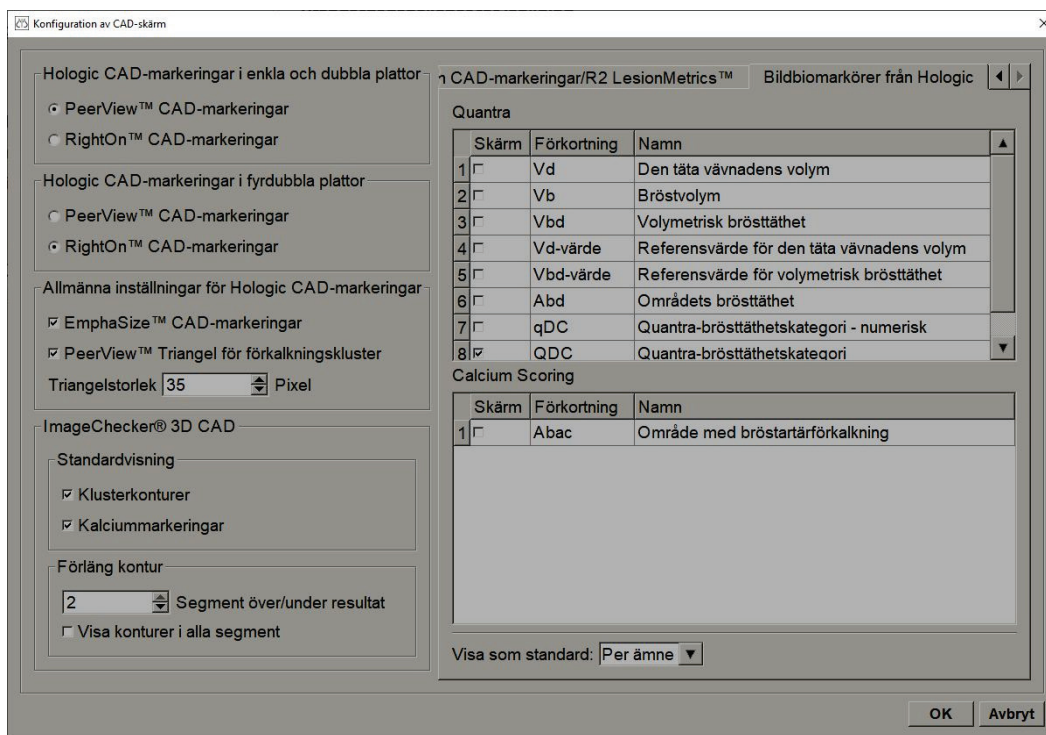 Konfiguration av CAD-skärm
Hologic CAD-markeringar i enkla och dubbla plattor
PeerView™ CAD-markeringar
RightOn™ CAD-markeringar
Hologic CAD-markeringar i fyrdubbla plattor
PeerView™ CAD-markeringar
RightOn™ CAD-markeringar
Allmänna inställningar för Hologic CAD-markeringar
EmphaSize™ CAD-markeringar
PeerView™ Triangel för förkalkningskluster
Triangelstorlek 35 Pixel
ImageChecker® 3D CAD
Standardvisning
Klusterkonturer
Kalciummarkeringar
Förläng kontur
2 Segment över/under resultat
Visa konturer i alla segment
CAD-markeringar/R2 LesionMetrics™ Bildbiomarkörer från Hologic
Quantra
Skärm Förkortning Namn
1 Vd Den täta vävnadens volym
2 Vb Bröstvolym
3 Vbd Volymetrisk brösttäthet
4 Vd-värde Referensvärde för den täta vävnadens volym
5 Vbd-värde Referensvärde för volymetrisk brösttäthet
6 Abd Områdets brösttäthet
7 qDC Quantra-brösttäthetskategori - numerisk
8 QDC Quantra-brösttäthetskategori
Calcium Scoring
Skärm Förkortning Namn
1 Abac Område med bröstartärförkalkning
Visa som standard: Per ämne
OK Avbryt